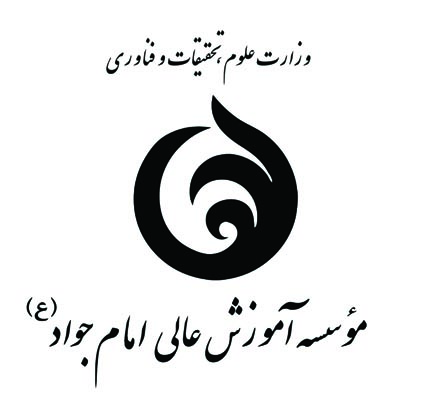 وزارت علوم، تحقیقات و فناوری
مؤسسه آموزش عالی امام جواد (ع)